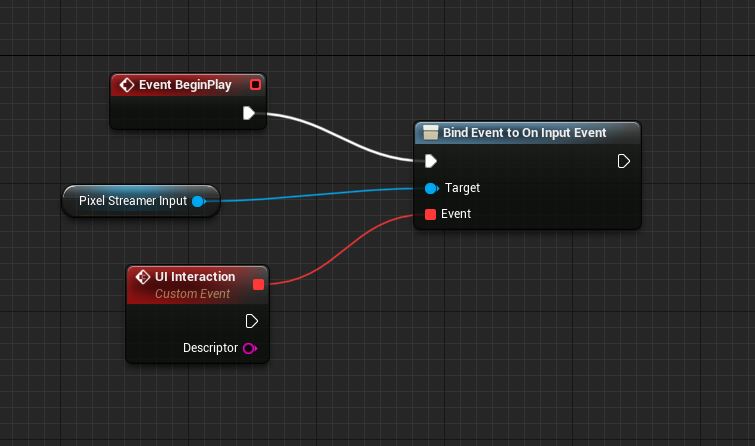 Event BeginPlay
Bind Event to On Input Event
Pixel Streamer Input
Target
Event
UI Interaction
Custom Event
Descriptor